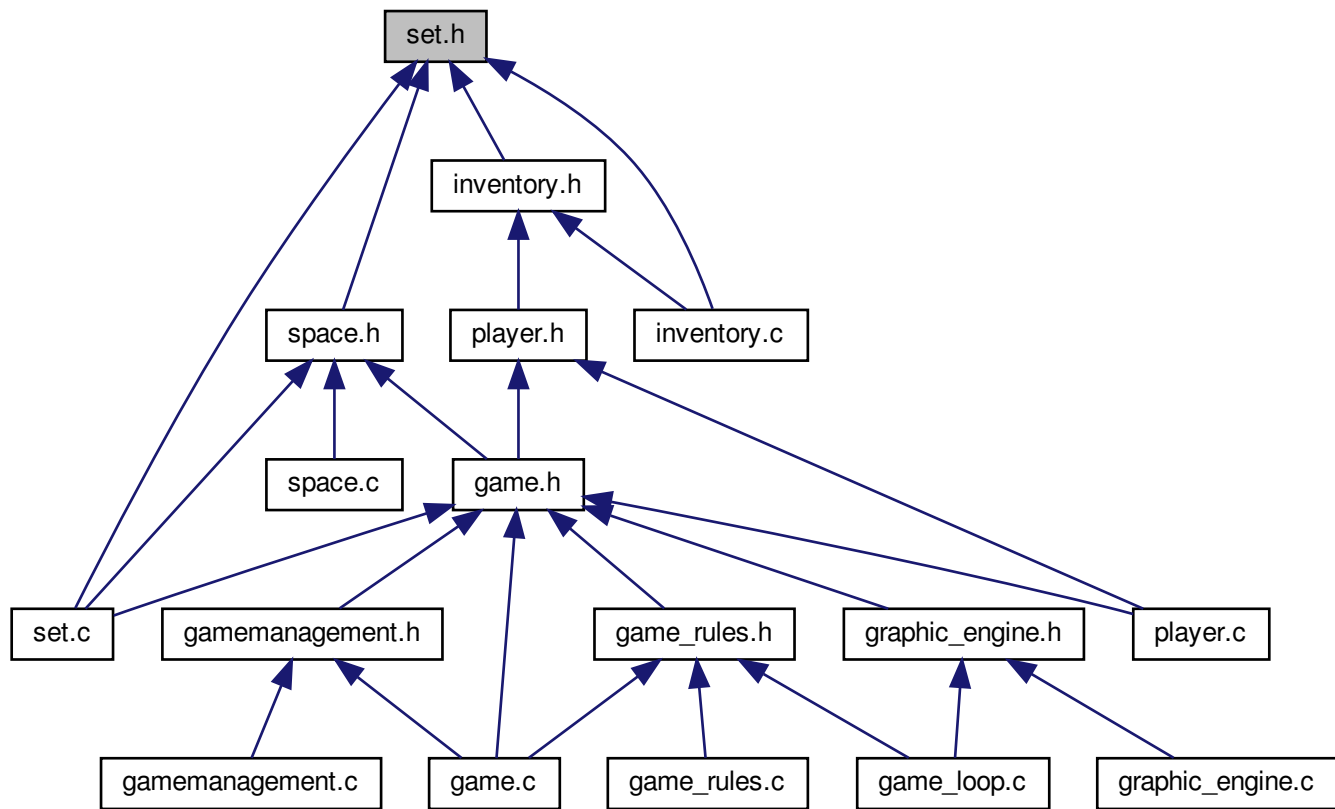 set.h
inventory.h
space.h
player.h
inventory.c
space.c
game.h
set.c
gamemanagement.h
game_rules.h
graphic_engine.h
player.c
gamemanagement.c
game.c
game_rules.c
game_loop.c
graphic_engine.c